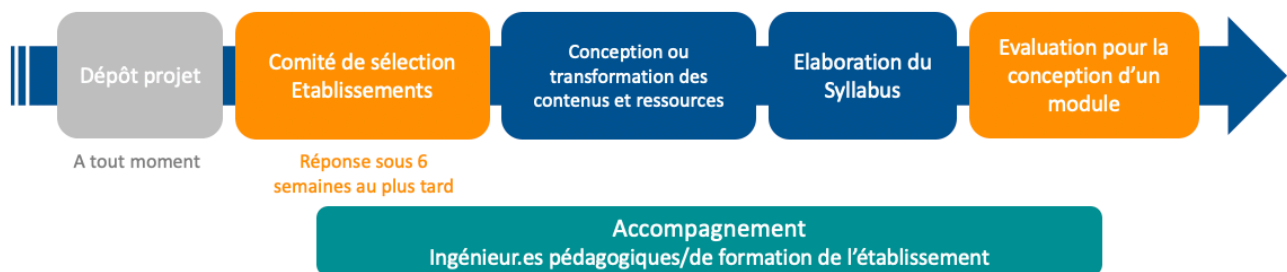 Dépôt projet
Comité de sélection
Etablissements
Conception ou
transformation des
contenus et ressources
Elaboration du
Syllabus
Evaluation pour la
conception d'un
module
A tout moment
Réponse sous 6
semaines au plus tard
Accompagnement
Ingénieur.es pédagogiques/de formation de l'établissement